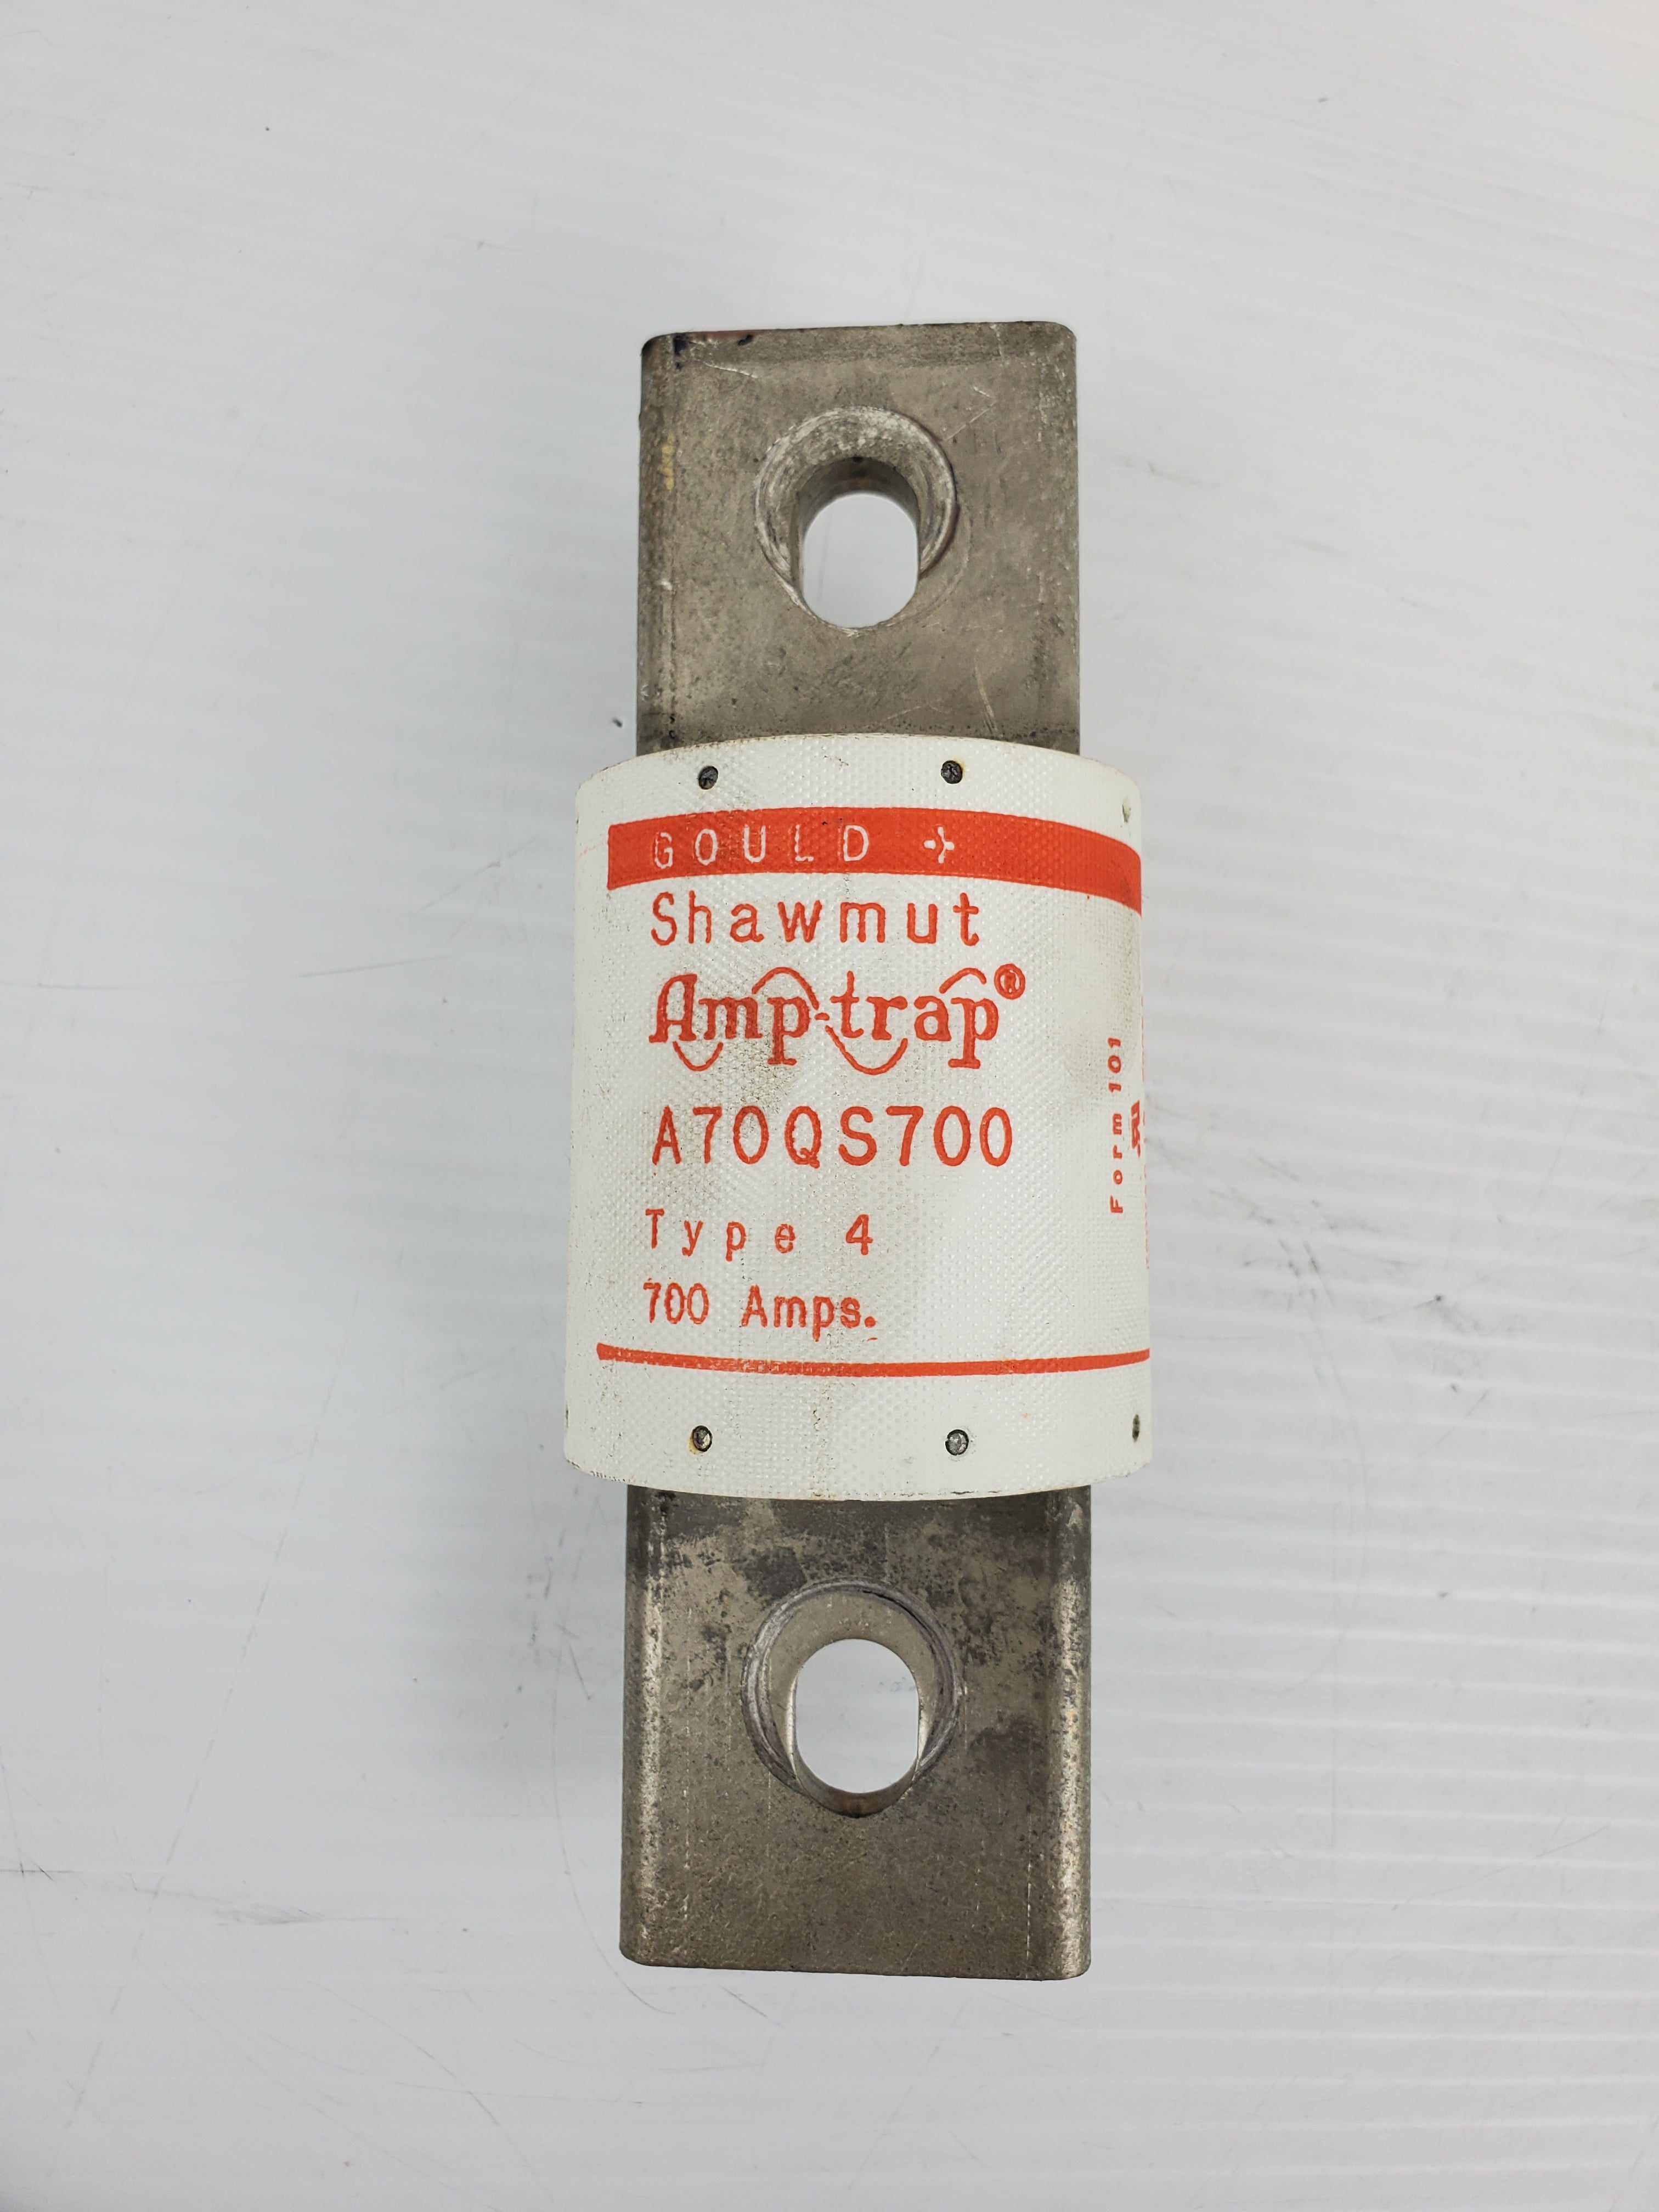 GOULD
Shawmut
Amp-trap®
A70QS700
Type 4
700 Amps.
Form 101